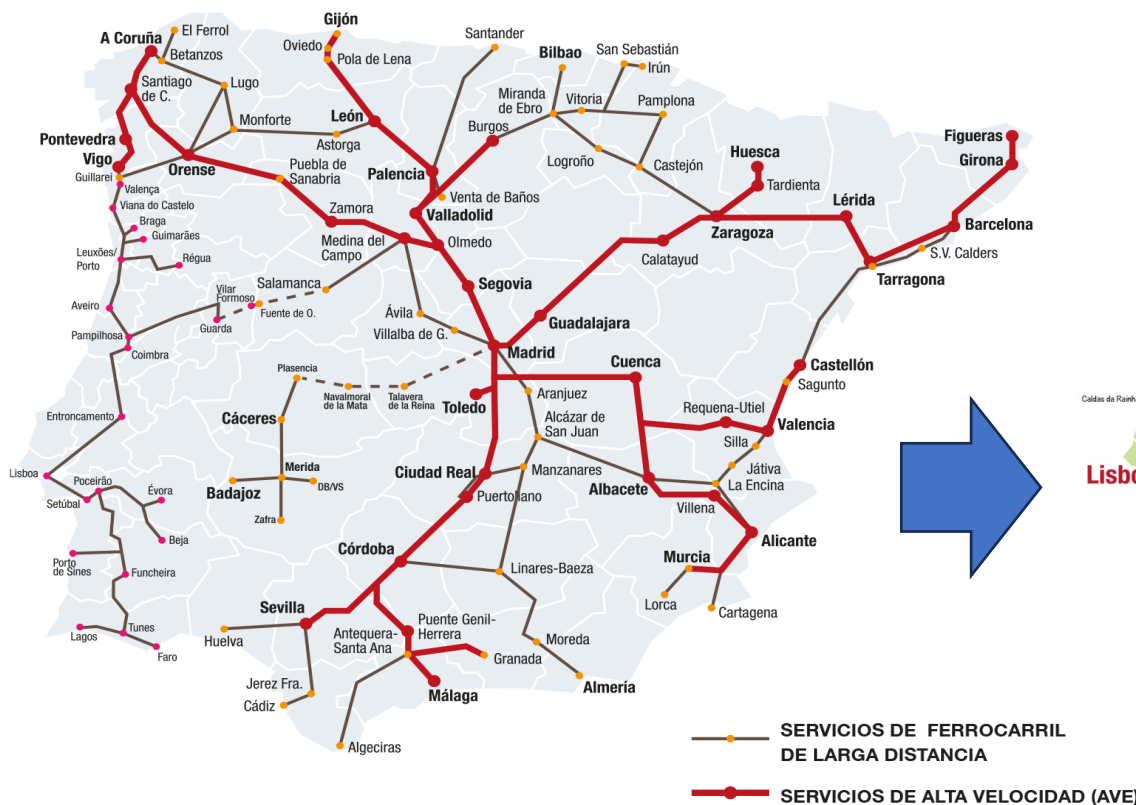 Gijón
A Coruña
El Ferrol
Oviedo
Santander
Betanzos
Pola de Lena
Bilbao
San Sebastián
Irún
Santiago
de C.
Lugo
Miranda
de Ebro
Vitoria
Pamplona
Monforte
León
Burgos
Pontevedra
Astorga
Logroño
Castejón
Huesca
Figueras
Girona
Vigo
Orense
Puebla de
Sanabria
Palencia
Tardienta
Guillarei
Valença
Venta de Baños
Lérida
Viana do Castelo
Zamora
Valladolid
Zaragoza
Barcelona
Braga
Guimarães
Medina del
Campo
Olmedo
S.V. Calders
Leuxões/
Porto
Régua
Calatayud
Tarragona
Salamanca
Segovia
Vilar
Formoso
Aveiro
Fuente de O.
Ávila
Guadalajara
Guarda
Villalba de G.
Pampilhosa
Coimbra
Madrid
Cuenca
Castellón
Plasencia
Sagunto
Navalmoral
de la Mata
Talavera
de la Reina
Aranjuez
Toledo
Requena-Utiel
Caldas da Rainh
Entroncamento
Cáceres
Alcázar de
San Juan
Valencia
Silla
Lisboa
Merida
Ciudad Real
Manzanares
Játiva
Poceirão
Évora
Badajoz
DB/VS
Albacete
La Encina
Lisbo
Setúbal
Puertollano
Villena
Zafra
Beja
Alicante
Córdoba
Murcia
Porto
de Sines
Funcheira
Linares-Baeza
Lorca
Cartagena
Sevilla
Puente Genil-
Herrera
Lagos
Tunes
Huelva
Antequera-
Santa Ana
Moreda
Faro
Granada
Jerez Fra.
Málaga
Almería
Cádiz
Algeciras
SERVICIOS DE FERROCARRIL
DE LARGA DISTANCIA
SERVICIOS DE ALTA VELOCIDAD (AVE)